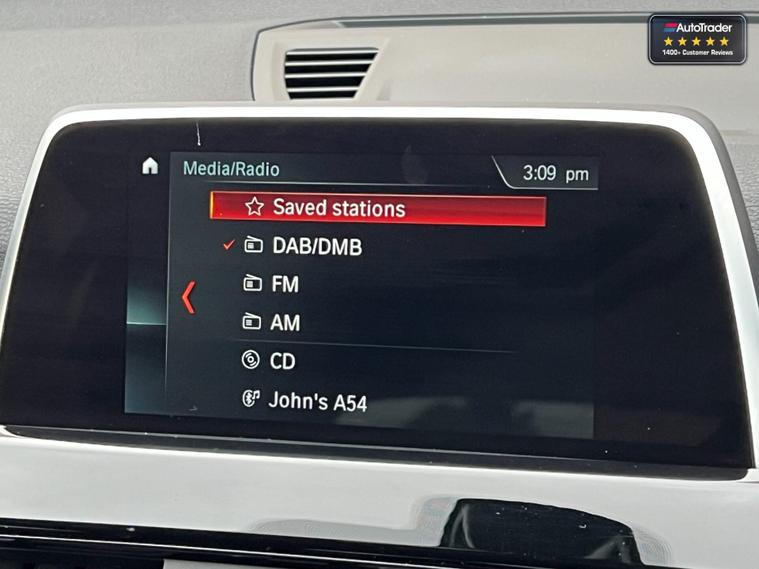 AutoTrader
1400+ Customer Reviews
Media/Radio
3:09 pm
Saved stations
DAB/DMB
FM
AM
CD
John's A54